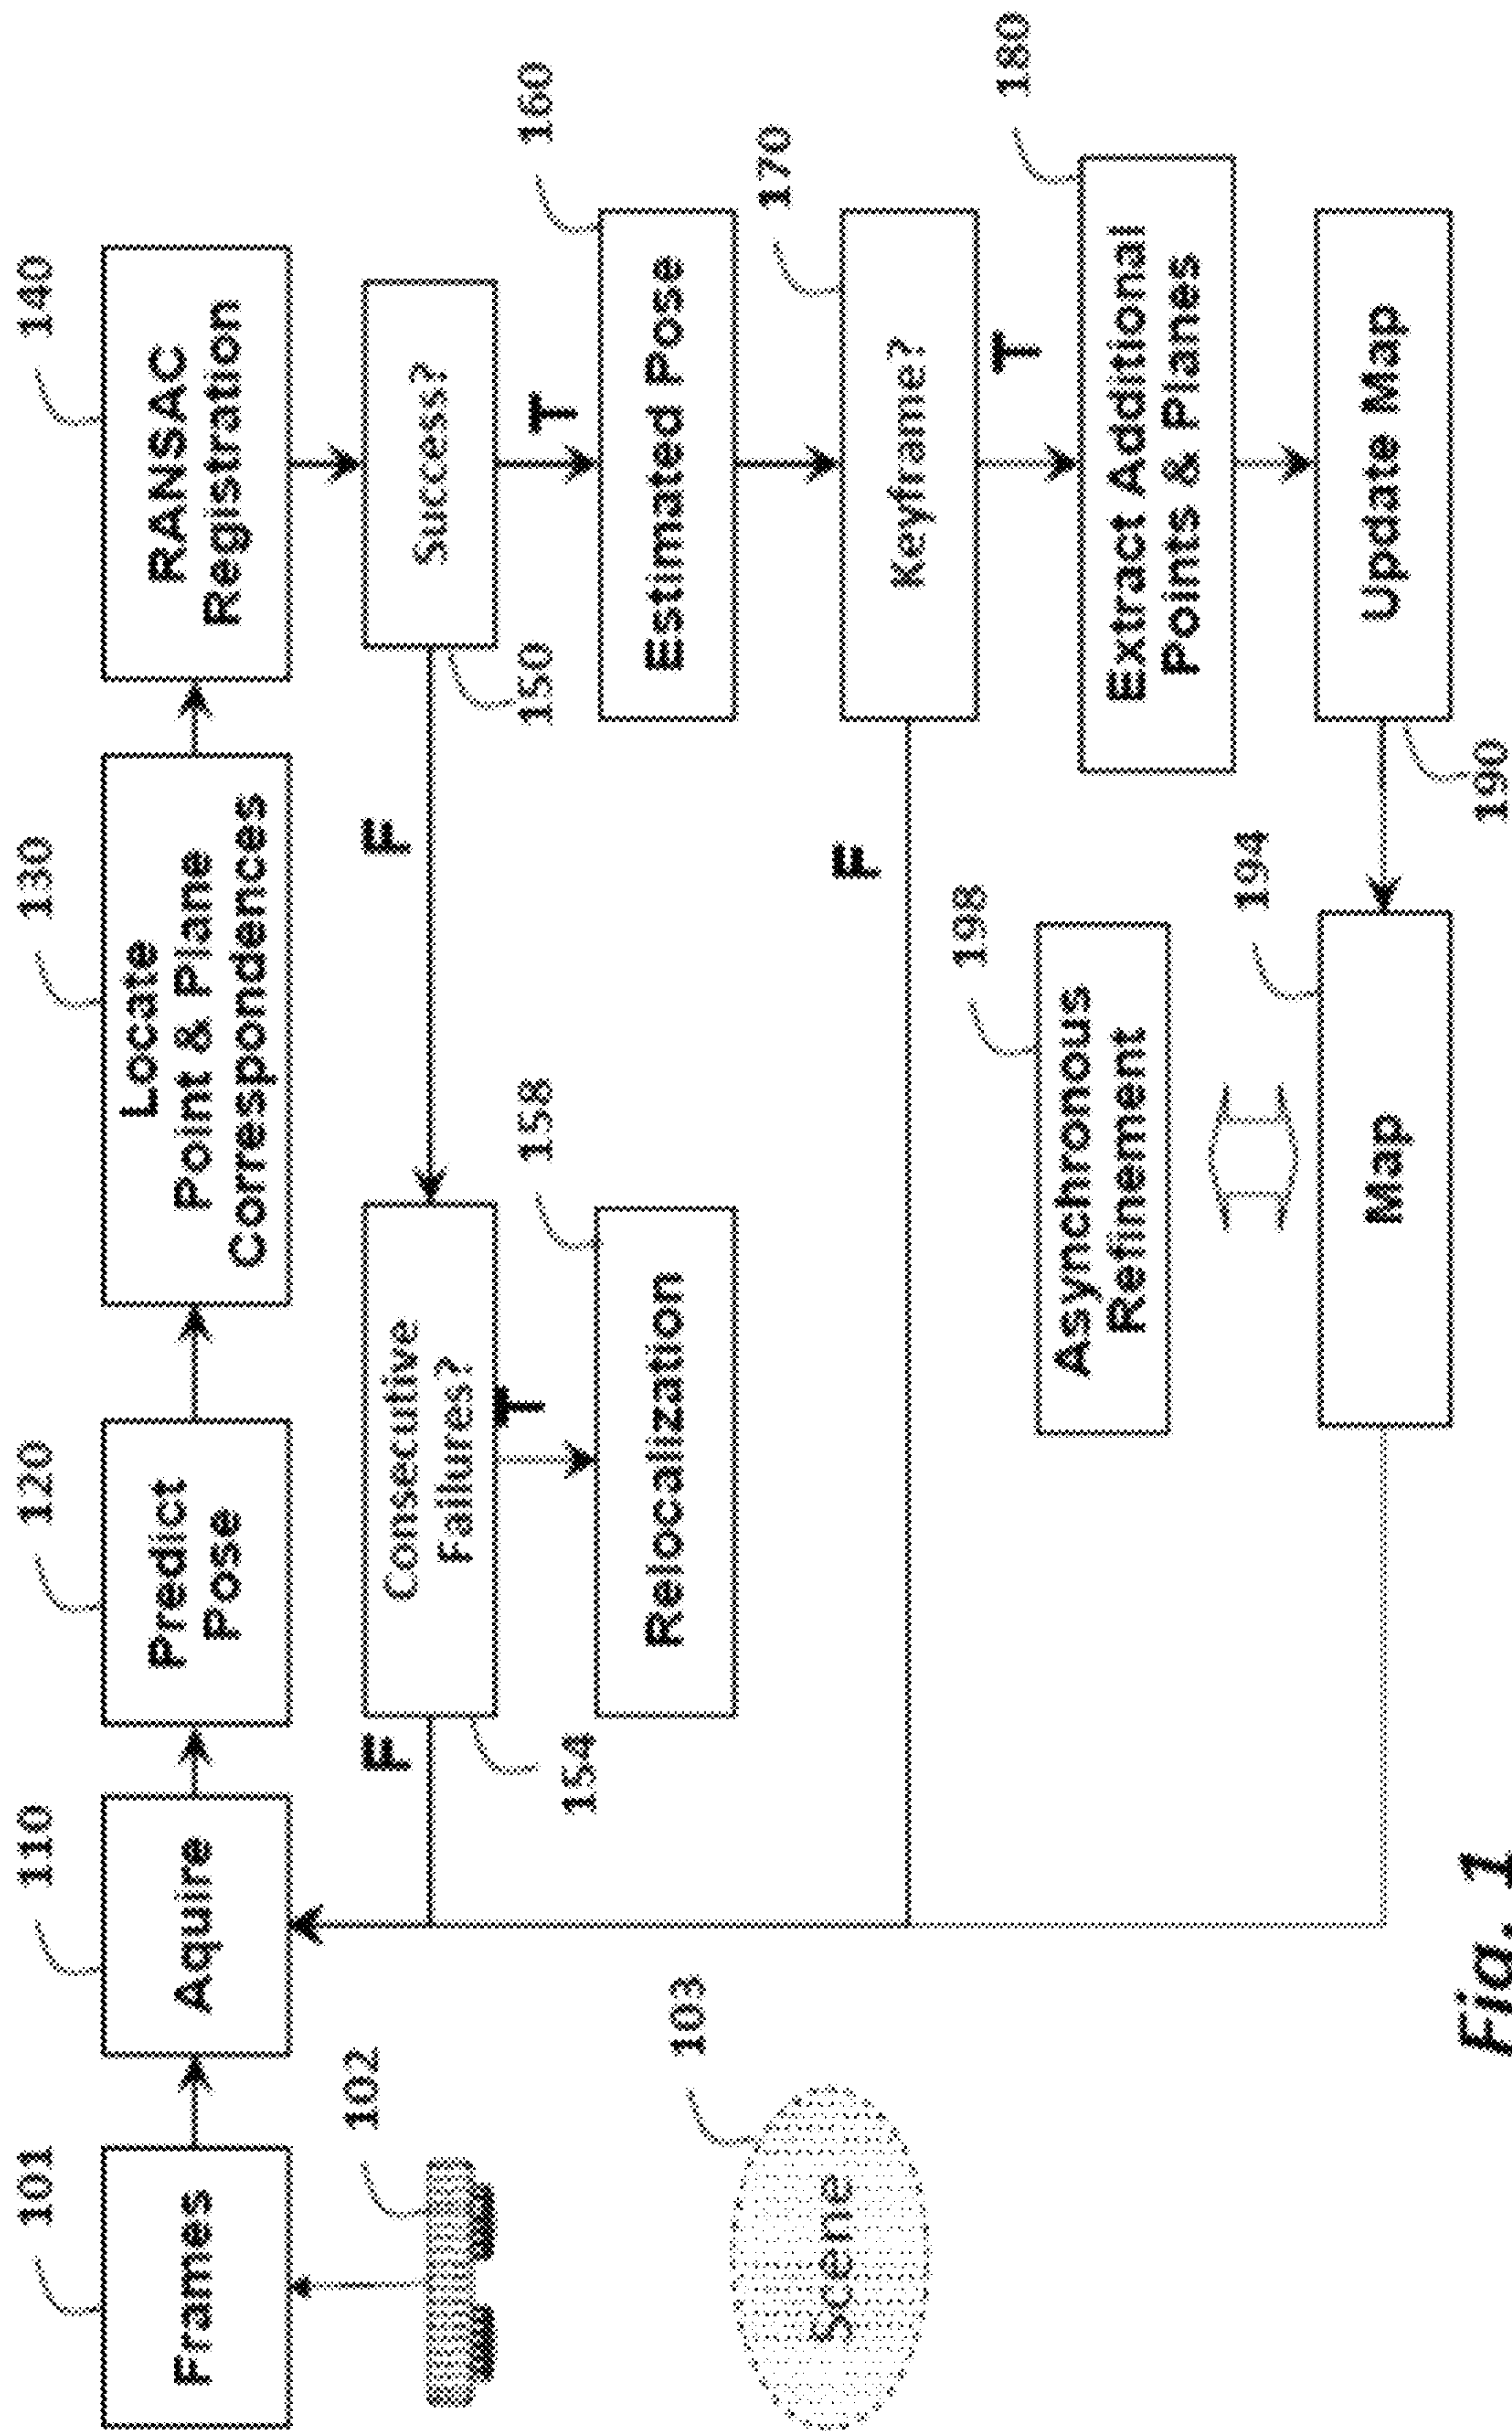 101
Frames
110
Aquire
120
Predict
Pose
130
Locate
Point & Plane
Correspondences
140
RANSAC
Registration
102
Scene
103
F
154
Consecutive
Failures?
T
158
Relocalization
F
150
Success?
T
160
Estimated Pose
F
170
Keyframe?
T
180
Extract Additional
Points & Planes
198
Asynchronous
Refinement
194
Map
190
Update Map
Fig. 1